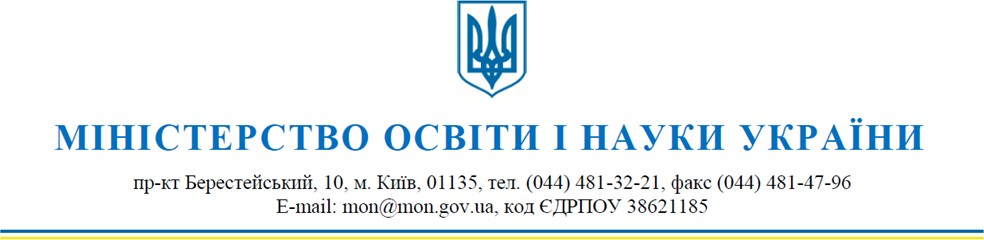 МІНІСТЕРСТВО ОСВІТИ І НАУКИ УКРАЇНИ
пр-кт Берестейський, 10, м. Київ, 01135, тел. (044) 481-32-21, факс (044) 481-47-96
E-mail: mon@mon.gov.ua, код ЄДРПОУ 38621185